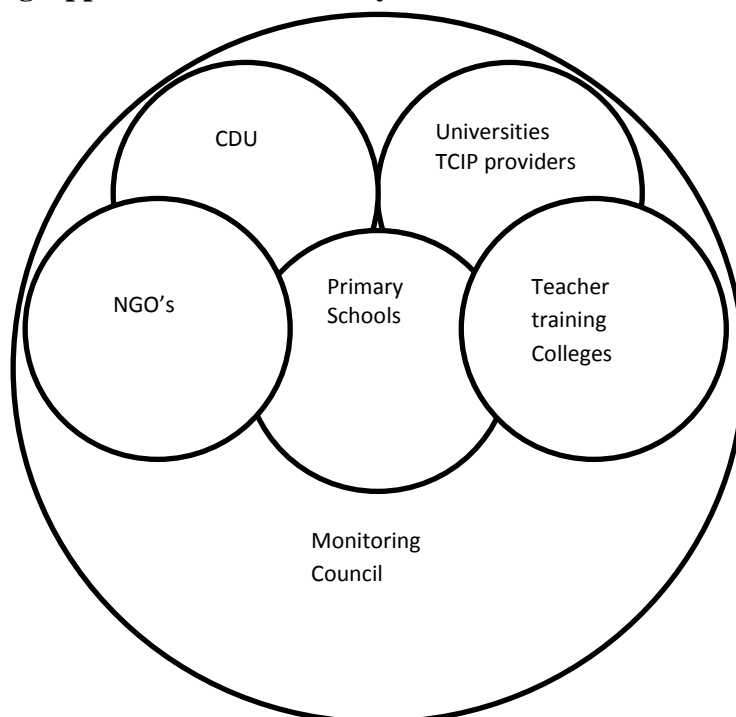 CDU
Universities
TCIP providers
NGO’s
Primary
Schools
Teacher
training
Colleges
Monitoring
Council